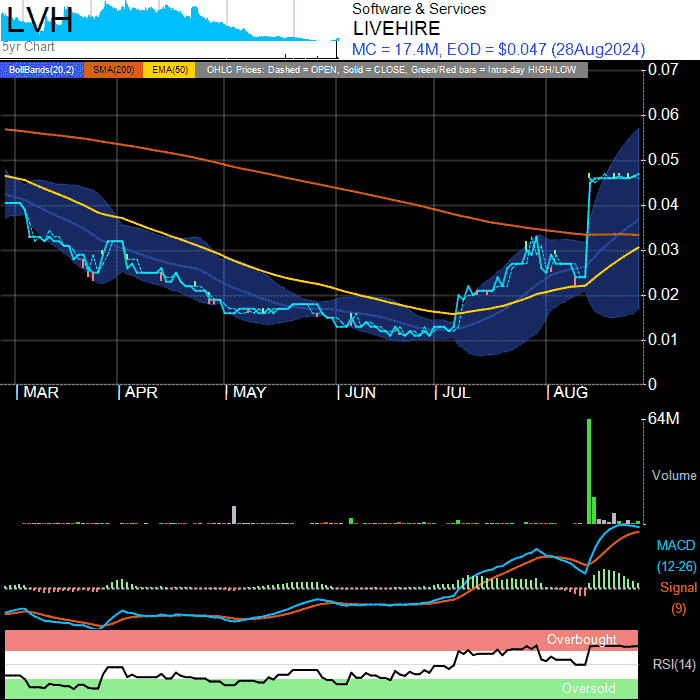 LVH
5yr Chart
Software & Services
LIVEHIRE
MC = 17.4M, EOD = $0.047 (28Aug2024)
BollBands(20,2) SMA(200) EMA(50) OHLC Prices: Dashed = OPEN, Solid = CLOSE, Green/Red bars = Intra-day HIGH/LOW
0.07
0.06
0.05
0.04
0.03
0.02
0.01
0
MAR APR MAY JUN JUL AUG
64M
Volume
MACD
(12-26)
Signal
(9)
Overbought
RSI(14)
Oversold